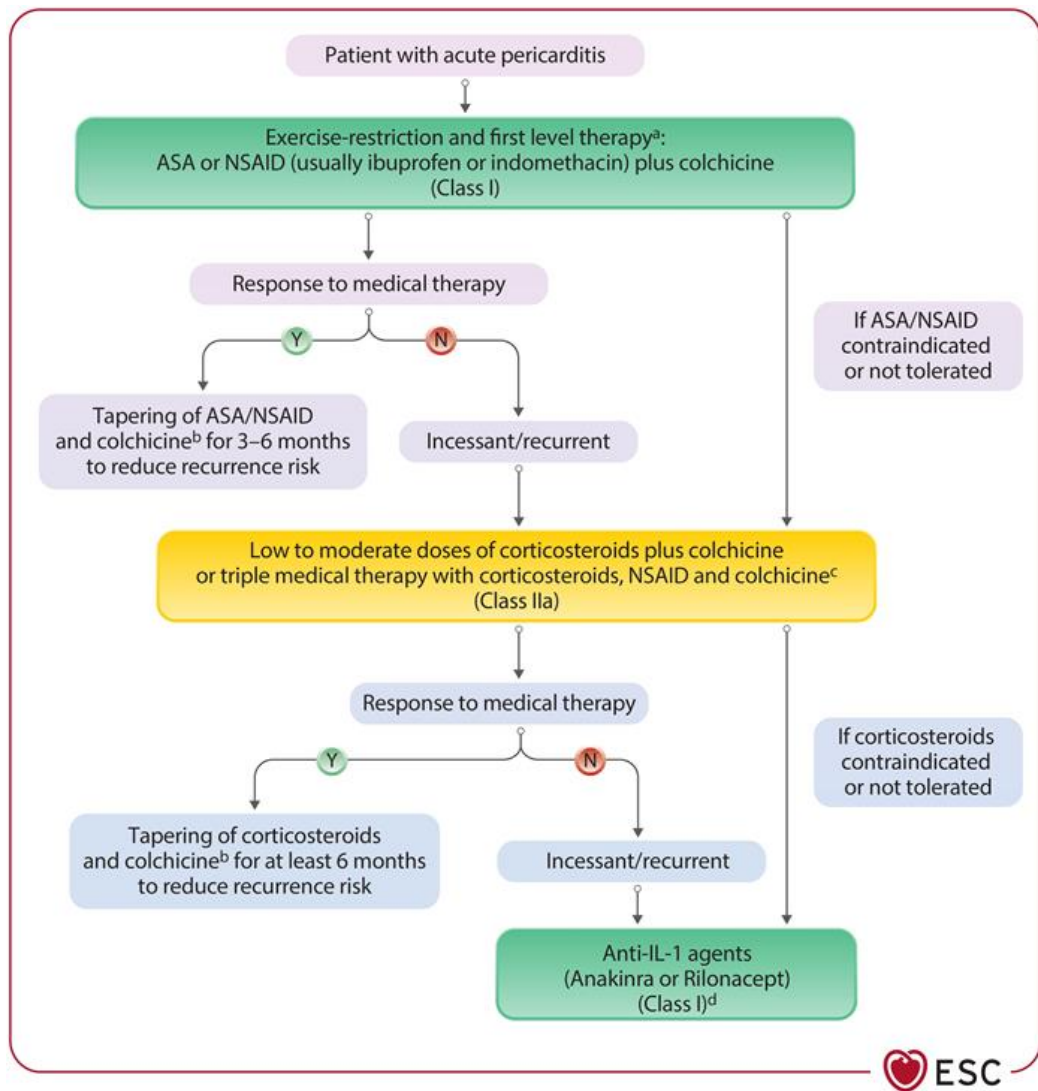 Patient with acute pericarditis
Exercise-restriction and first level therapyᵃ:
ASA or NSAID (usually ibuprofen or indomethacin) plus colchicine
(Class I)
Response to medical therapy
If ASA/NSAID
contraindicated
or not tolerated
Y
N
Tapering of ASA/NSAID
and colchicineᵇ for 3–6 months
to reduce recurrence risk
Incessant/recurrent
Low to moderate doses of corticosteroids plus colchicine
or triple medical therapy with corticosteroids, NSAID and colchicineᶜ
(Class IIa)
Response to medical therapy
If corticosteroids
contraindicated
or not tolerated
Y
N
Tapering of corticosteroids
and colchicineᵇ for at least 6 months
to reduce recurrence risk
Incessant/recurrent
Anti-IL-1 agents
(Anakinra or Rilonacept)
(Class I)ᵈ
ESC